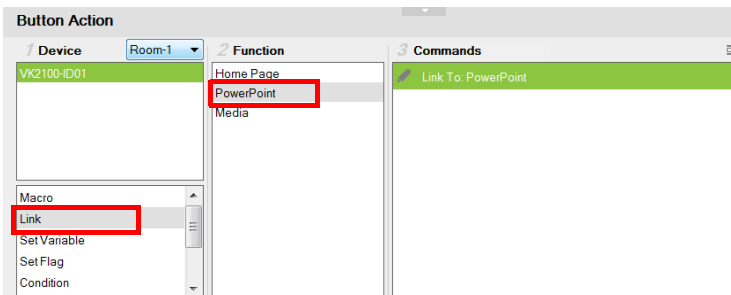 Button Action
1 Device
Room-1
2 Function
3 Commands
VK2100-ID01
Home Page
PowerPoint
Media
Link To: PowerPoint
Macro
Link
Set Variable
Set Flag
Condition